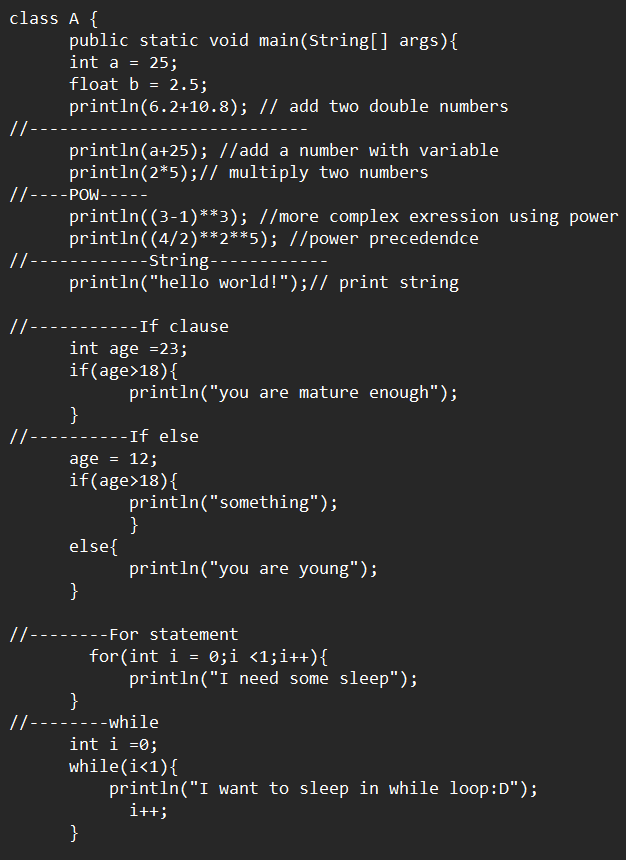 class A {
public static void main(String[] args){
int a = 25;
float b = 2.5;
println(6.2+10.8); // add two double numbers
//----------------------------
println(a+25); //add a number with variable
println(2*5);// multiply two numbers
//----POW-----
println((3-1)**3); //more complex exression using power
println((4/2)**2**5); //power precedendce
//------------String------------
println("hello world!");// print string
//-----------If clause
int age =23;
if(age>18){
println("you are mature enough");
}
//----------If else
age = 12;
if(age>18){
println("something");
}
else{
println("you are young");
}
//--------For statement
for(int i = 0;i <1;i++){
println("I need some sleep");
}
//--------while
int i =0;
while(i<1){
println("I want to sleep in while loop:D");
i++;
}